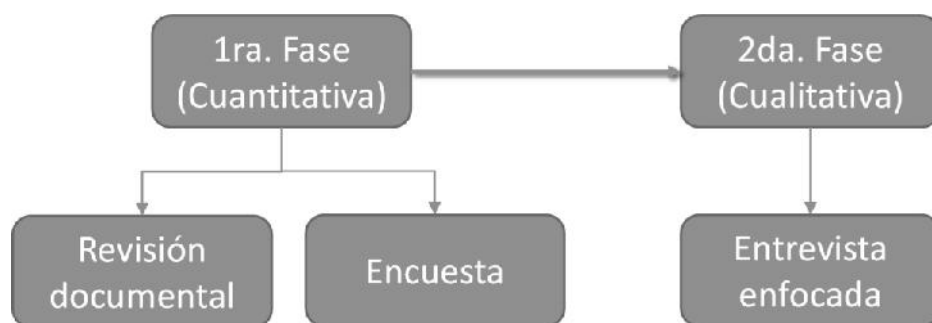 1ra. Fase
(Cuantitativa)
2da. Fase
(Cualitativa)
Revisión
documental
Encuesta
Entrevista
enfocada